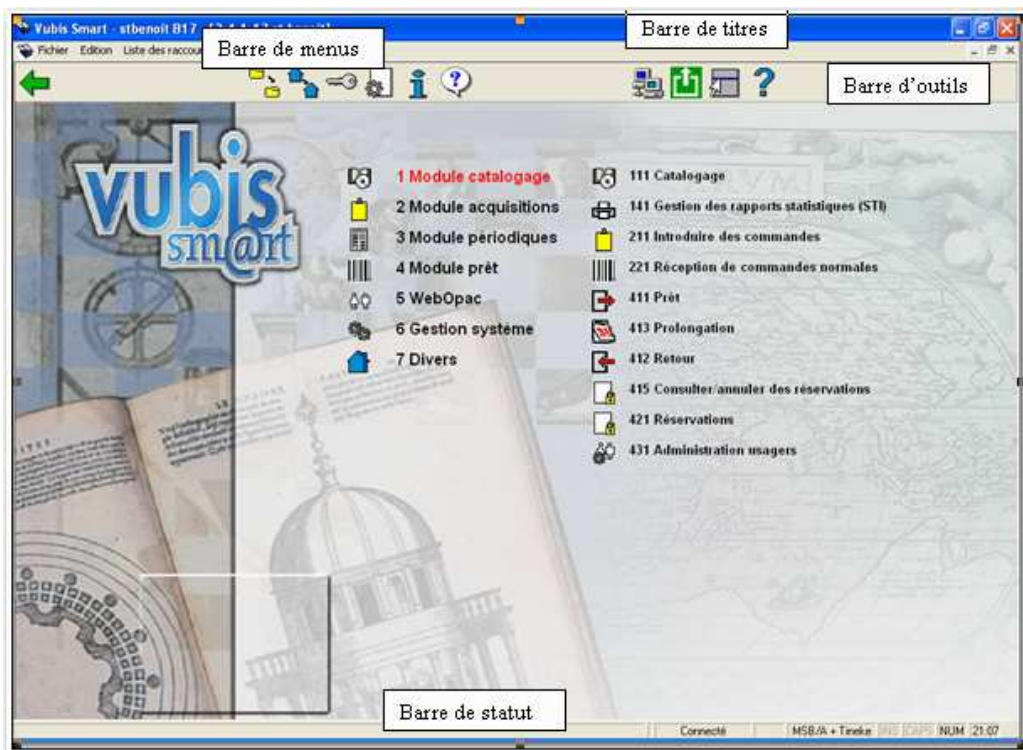 Vubis Smart - stbenoit B17 -
Barre de titres
Fichier Edition Liste des raccou
Barre de menus
Barre d'outils
vubis
sm@rt
1 Module catalogage
2 Module acquisitions
3 Module périodiques
4 Module prêt
5 WebOpac
6 Gestion système
7 Divers
111 Catalogage
141 Gestion des rapports statistiques (STI)
211 Introduire des commandes
221 Réception de commandes normales
411 Prêt
413 Prolongation
412 Retour
415 Consulter/annuler des réservations
421 Réservations
431 Administration usagers
Barre de statut
Connecté MSB/A + Tineke INS CAPS NUM 21:07